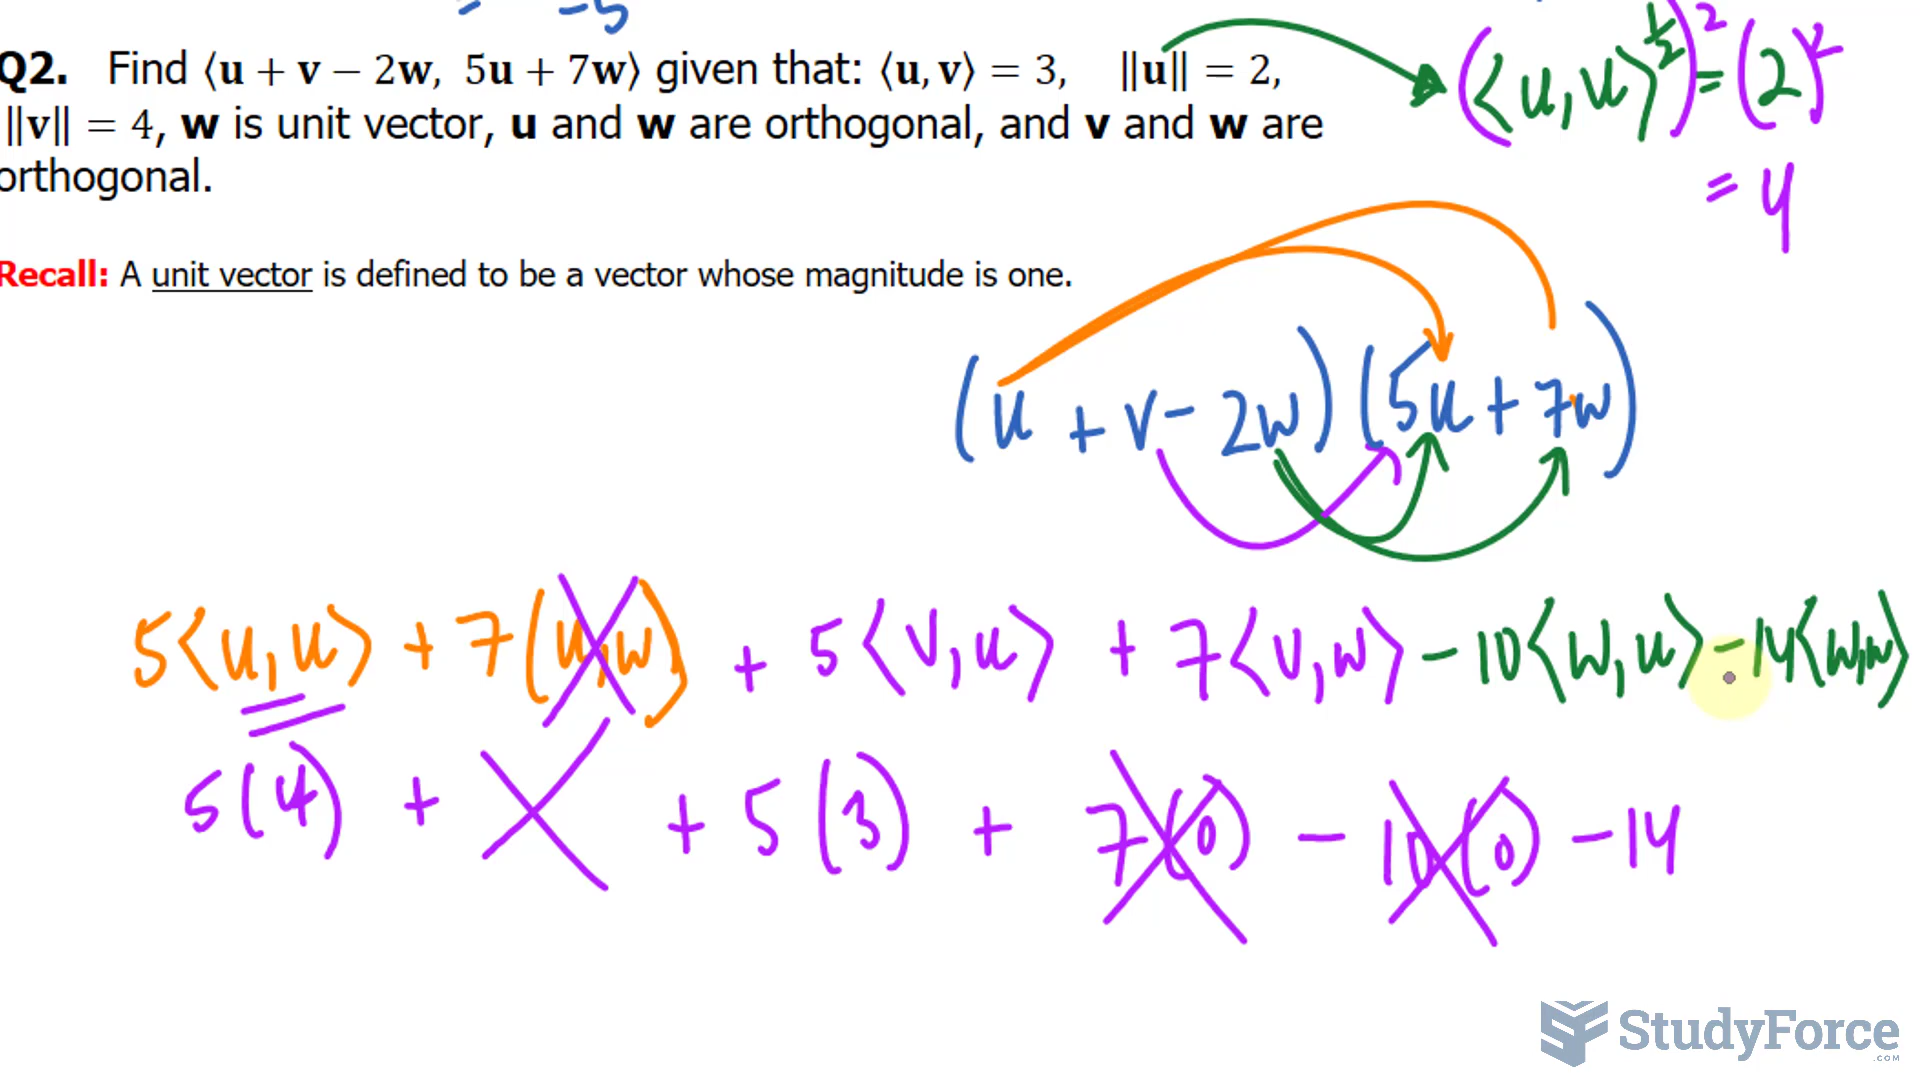 = -5
Q2. Find ⟨u + v − 2w, 5u + 7w⟩ given that: ⟨u, v⟩ = 3, ‖u‖ = 2,
‖v‖ = 4, w is unit vector, u and w are orthogonal, and v and w are
orthogonal.
(⟨u,u⟩^½)² = (2)²
= 4
Recall: A unit vector is defined to be a vector whose magnitude is one.
(u + v - 2w)(5u + 7w)
5⟨u,u⟩ + 7(u,w) + 5⟨v,u⟩ + 7⟨v,w⟩ - 10⟨w,u⟩ - 14⟨w,w⟩
5(4) + + 5(3) + 7(0) - 10(0) - 14
StudyForce
.COM